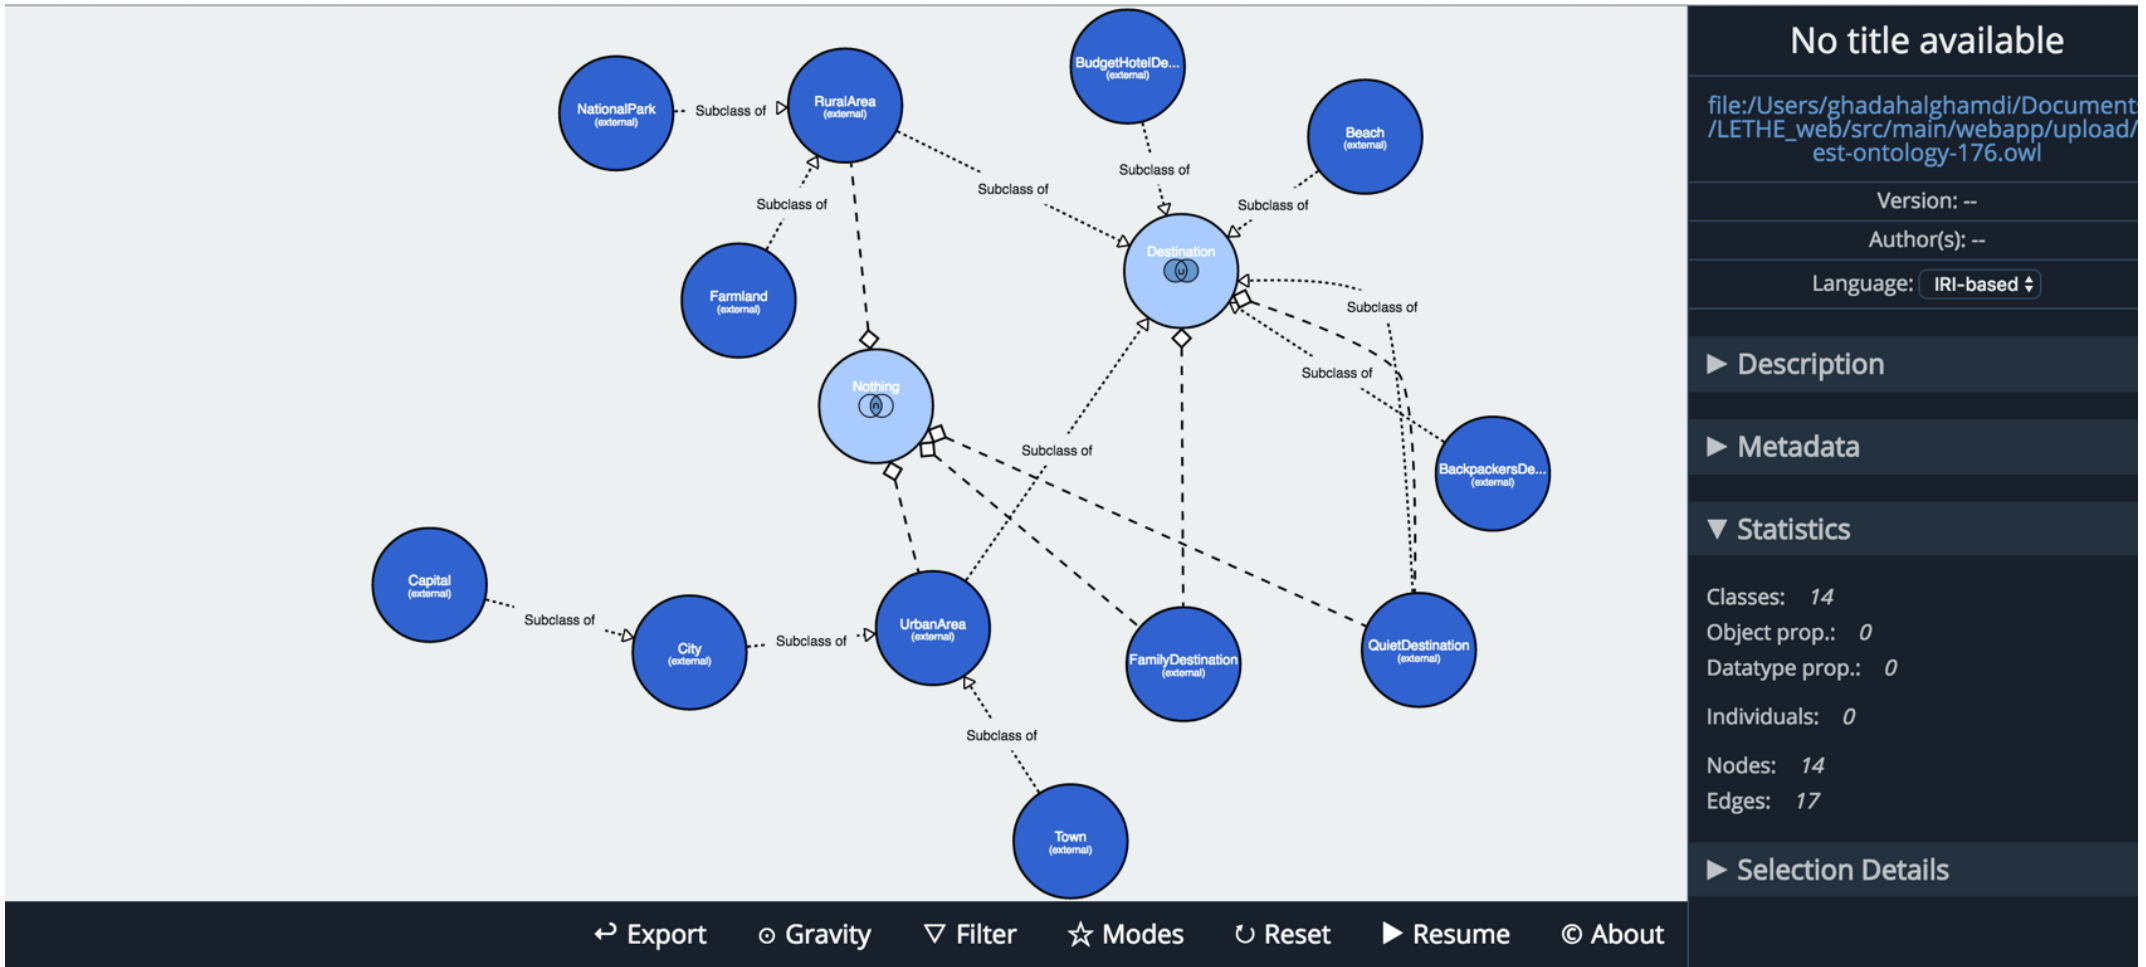 BudgetHotelDe...
(external)
NationalPark
(external)
Subclass of
RuralArea
(external)
Beach
(external)
Subclass of
Subclass of
Subclass of
Subclass of
Farmland
(external)
Destination
Subclass of
Nothing
Subclass of
Subclass of
BackpackersDe...
(external)
Capital
(external)
Subclass of
City
(external)
Subclass of
UrbanArea
(external)
FamilyDestination
(external)
QuietDestination
(external)
Subclass of
Town
(external)
Export
Gravity
Filter
Modes
Reset
Resume
© About
No title available
file:/Users/ghadahalghamdi/Documents
/LETHE_web/src/main/webapp/upload/
est-ontology-176.owl
Version: --
Author(s): --
Language: IRI-based
Description
Metadata
Statistics
Classes: 14
Object prop.: 0
Datatype prop.: 0
Individuals: 0
Nodes: 14
Edges: 17
Selection Details